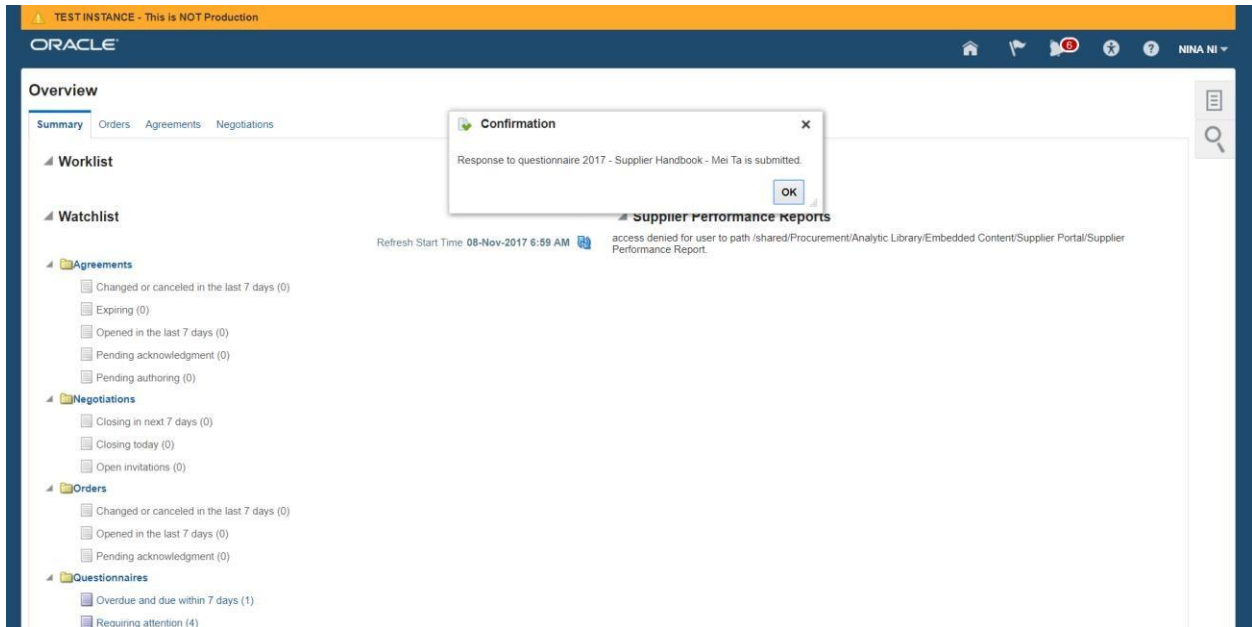 TEST INSTANCE - This is NOT Production
ORACLE
6
NINA NI
Overview
Summary Orders Agreements Negotiations
Confirmation
Response to questionnaire 2017 - Supplier Handbook - Mei Ta is submitted.
OK
Worklist
Watchlist
Refresh Start Time 08-Nov-2017 6:59 AM
Agreements
Changed or canceled in the last 7 days (0)
Expiring (0)
Opened in the last 7 days (0)
Pending acknowledgment (0)
Pending authoring (0)
Negotiations
Closing in next 7 days (0)
Closing today (0)
Open invitations (0)
Orders
Changed or canceled in the last 7 days (0)
Opened in the last 7 days (0)
Pending acknowledgment (0)
Questionnaires
Overdue and due within 7 days (1)
Requiring attention (4)
Supplier Performance Reports
access denied for user to path /shared/Procurement/Analytic Library/Embedded Content/Supplier Portal/Supplier
Performance Report.